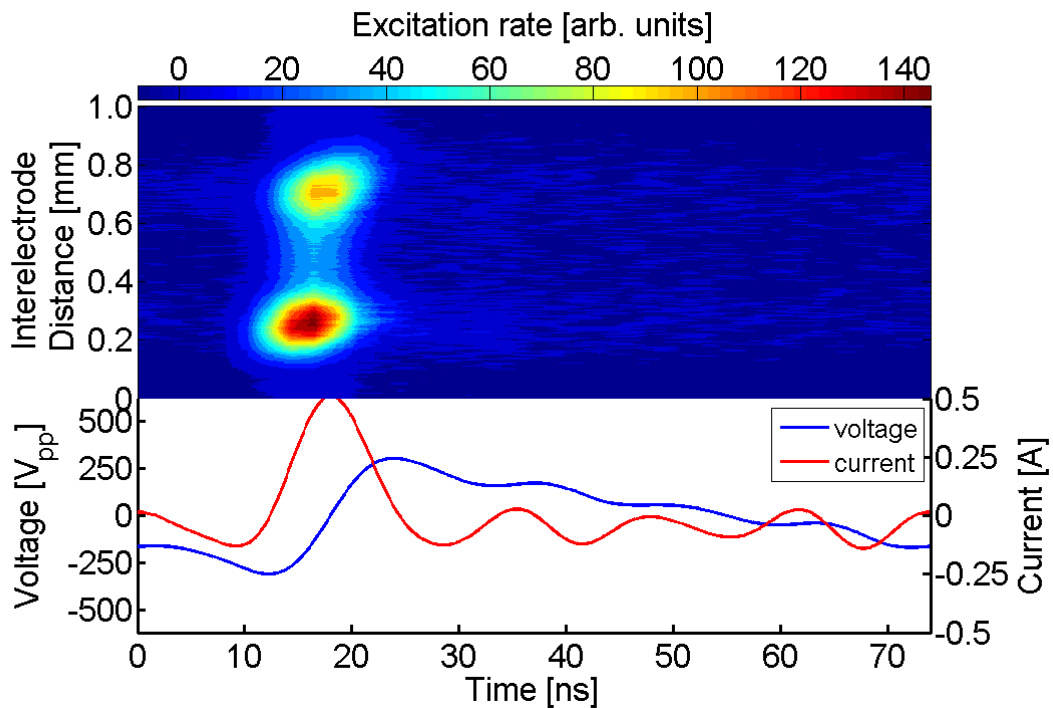 Excitation rate [arb. units]
0 20 40 60 80 100 120 140
Interelectrode
Distance [mm]
1.0
0.8
0.6
0.4
0.2
0
Voltage [Vpp]
500
250
0
-250
-500
voltage
current
0.5
0.25
0
-0.25
-0.5
Current [A]
0 10 20 30 40 50 60 70
Time [ns]